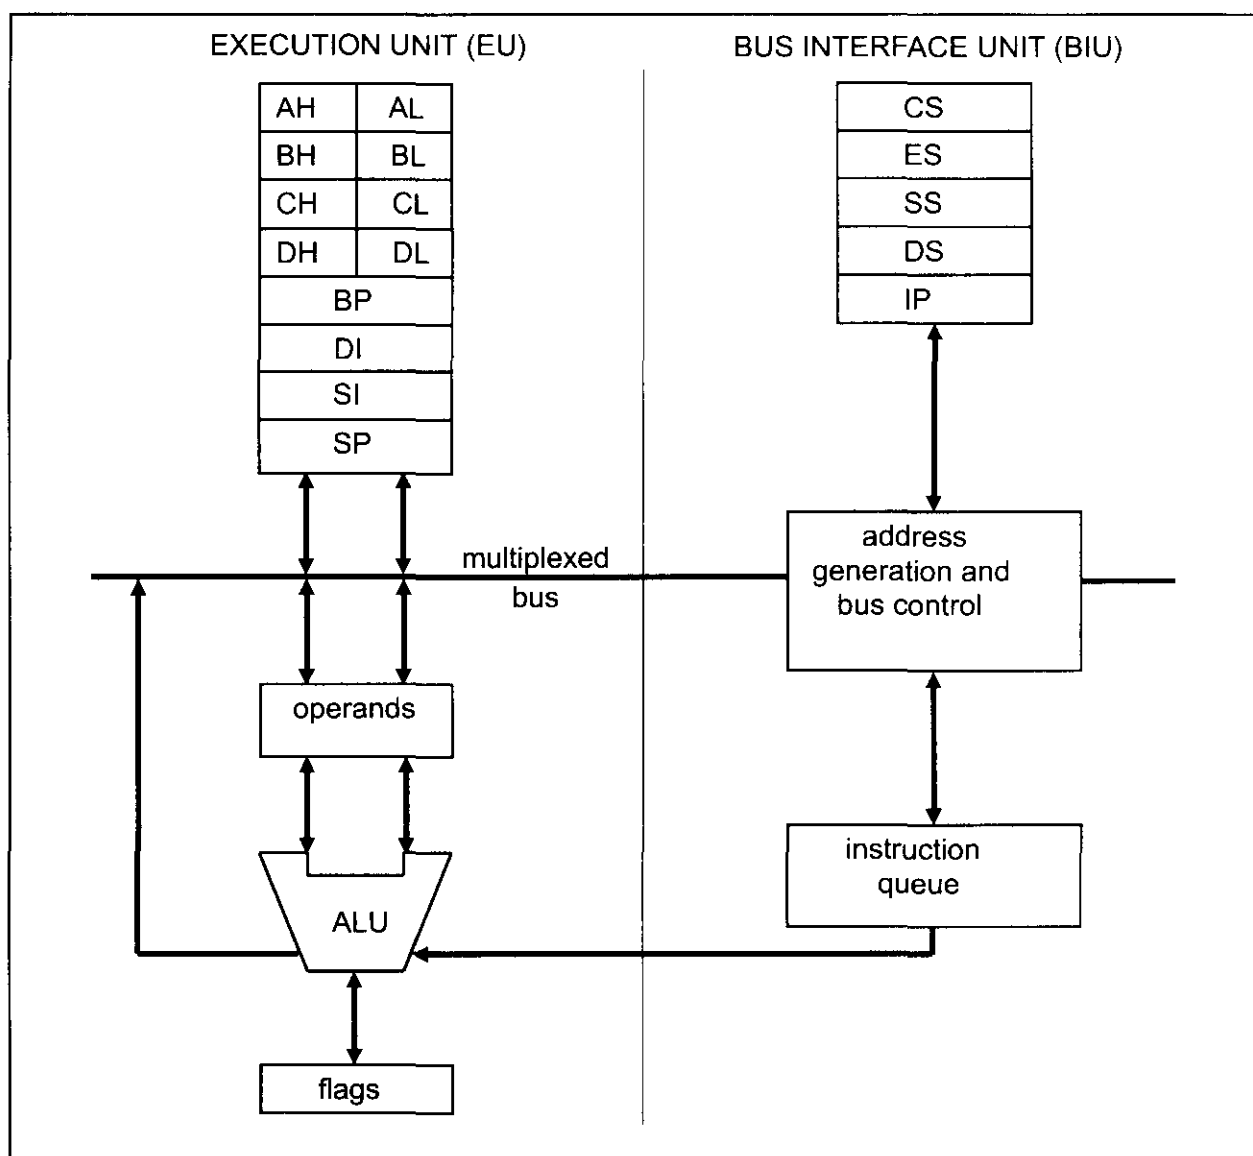 EXECUTION UNIT (EU)
AH AL
BH BL
CH CL
DH DL
BP
DI
SI
SP
BUS INTERFACE UNIT (BIU)
CS
ES
SS
DS
IP
multiplexed
bus
address
generation and
bus control
operands
instruction
queue
ALU
flags